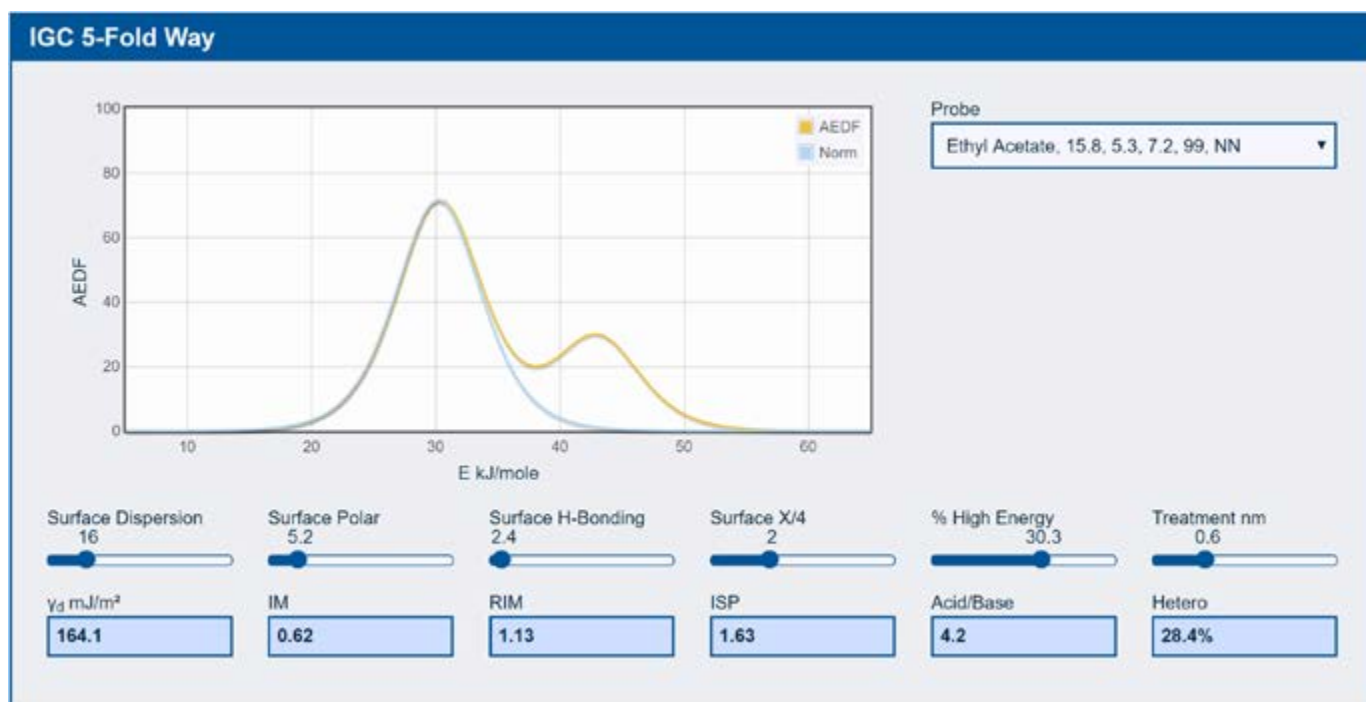 IGC 5-Fold Way
Probe
Ethyl Acetate, 15.8, 5.3, 7.2, 99, NN
100
80
60
40
20
0
AEDF
AEDF
Norm
10 20 30 40 50 60
E kJ/mole
Surface Dispersion Surface Polar Surface H-Bonding Surface X/4 % High Energy Treatment nm
16 5.2 2.4 2 30.3 0.6
γd mJ/m² IM RIM ISP Acid/Base Hetero
164.1 0.62 1.13 1.63 4.2 28.4%